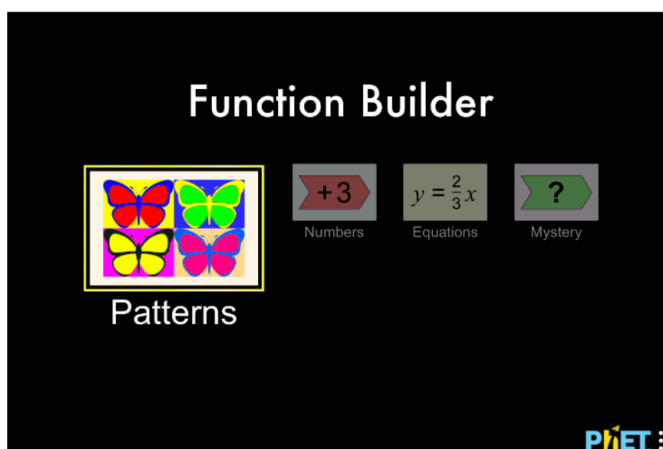 Function Builder
+3
y = 2/3 x
?
Numbers
Equations
Mystery
Patterns
PhET